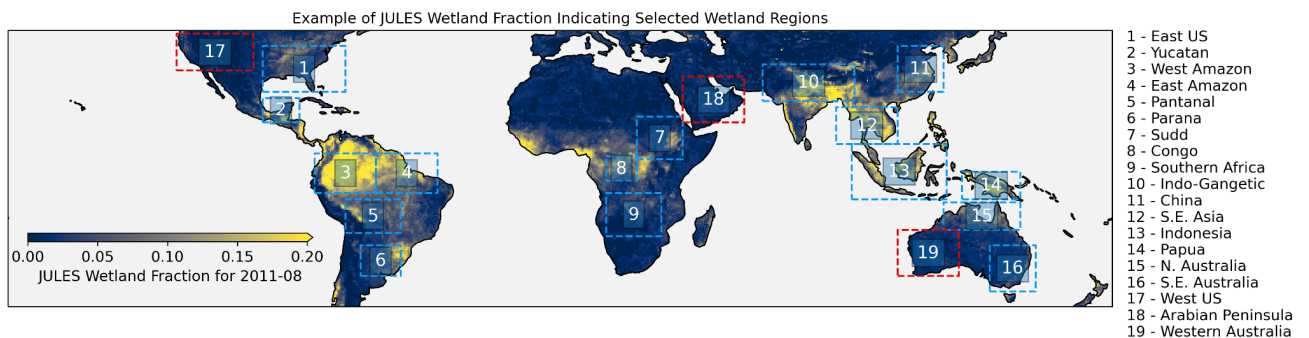 Example of JULES Wetland Fraction Indicating Selected Wetland Regions
17
1
2
3
4
5
6
7
8
9
10
11
12
13
14
15
16
18
19
0.00 0.05 0.10 0.15 0.20
JULES Wetland Fraction for 2011-08
1 - East US
2 - Yucatan
3 - West Amazon
4 - East Amazon
5 - Pantanal
6 - Parana
7 - Sudd
8 - Congo
9 - Southern Africa
10 - Indo-Gangetic
11 - China
12 - S.E. Asia
13 - Indonesia
14 - Papua
15 - N. Australia
16 - S.E. Australia
17 - West US
18 - Arabian Peninsula
19 - Western Australia